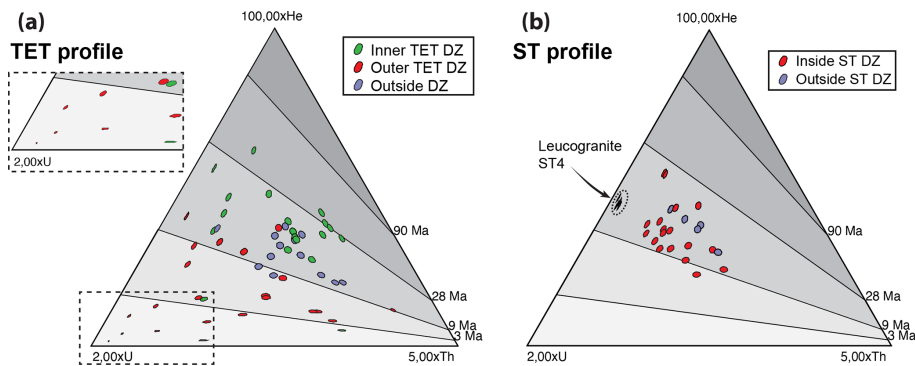 (a)
TET profile
100,00xHe
Inner TET DZ
Outer TET DZ
Outside DZ
2,00xU
90 Ma
28 Ma
9 Ma
3 Ma
2,00xU
5,00xTh
(b)
ST profile
100,00xHe
Inside ST DZ
Outside ST DZ
Leucogranite
ST4
90 Ma
28 Ma
9 Ma
3 Ma
2,00xU
5,00xTh